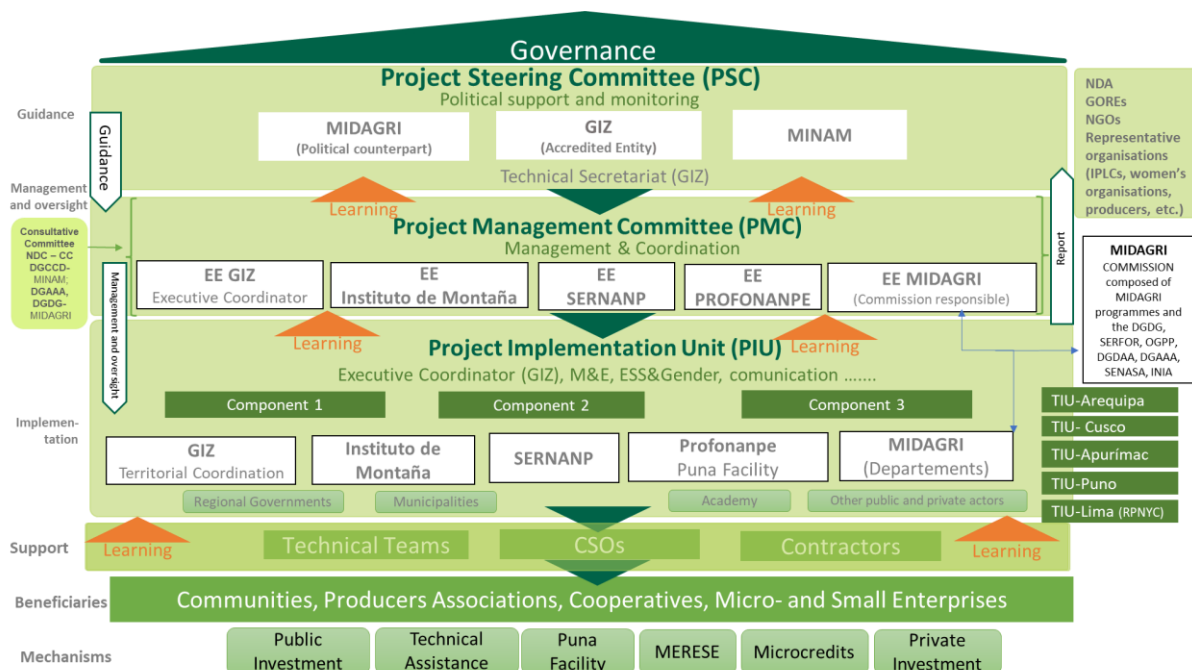 Governance
Project Steering Committee (PSC)
Political support and monitoring
Guidance
Guidance
MIDAGRI
(Political counterpart)
GIZ
(Accredited Entity)
MINAM
Technical Secretariat (GIZ)
NDA
GOREs
NGOs
Representative
organisations
(IPLCs, women's
organisations,
producers, etc.)
Learning
Learning
Management
and oversight
Consultative
Committee
NDC – CC
DGCCD-
MINAM;
DGAAA,
DGDG-
MIDAGRI
Project Management Committee (PMC)
Management & Coordination
EE GIZ
Executive Coordinator
EE
Instituto de Montaña
EE
SERNANP
EE
PROFONANPE
EE MIDAGRI
(Commission responsible)
Report
MIDAGRI
COMMISSION
composed of
MIDAGRI
programmes and
the DGDG,
SERFOR, OGPP,
DGDAA, DGAAA,
SENASA, INIA
Management and oversight
Learning
Learning
Project Implementation Unit (PIU)
Executive Coordinator (GIZ), M&E, ESS&Gender, comunication .......
Component 1
Component 2
Component 3
Implemen-
tation
GIZ
Territorial Coordination
Instituto de
Montaña
SERNANP
Profonanpe
Puna Facility
MIDAGRI
(Departements)
Regional Governments
Municipalities
Academy
Other public and private actors
TIU-Arequipa
TIU- Cusco
TIU-Apurímac
TIU-Puno
TIU-Lima (RPNYC)
Support
Learning
Technical Teams
CSOs
Contractors
Learning
Beneficiaries
Communities, Producers Associations, Cooperatives, Micro- and Small Enterprises
Mechanisms
Public
Investment
Technical
Assistance
Puna
Facility
MERESE
Microcredits
Private
Investment